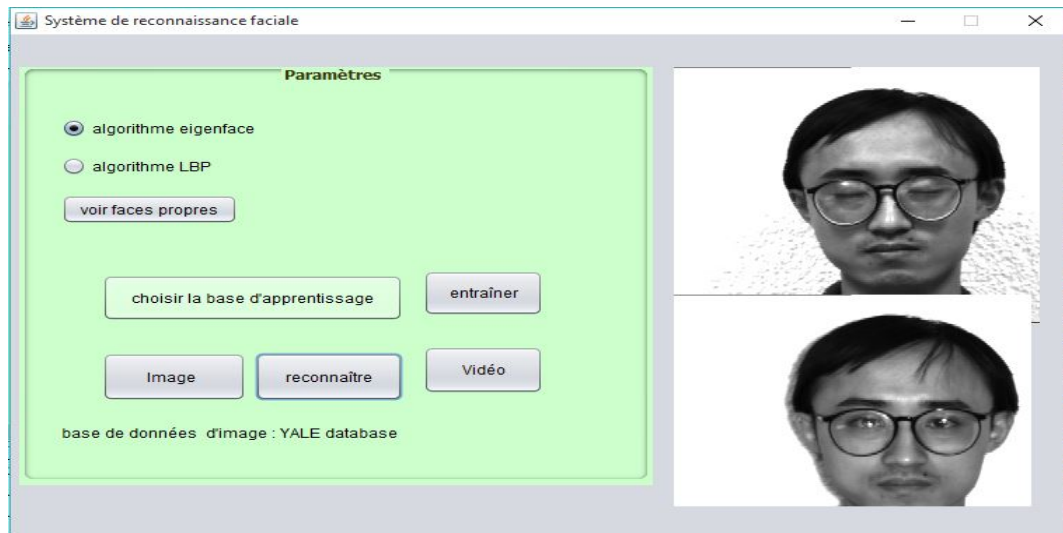 Système de reconnaissance faciale
Paramètres
algorithme eigenface
algorithme LBP
voir faces propres
choisir la base d'apprentissage
entraîner
Image
reconnaître
Vidéo
base de données d'image : YALE database